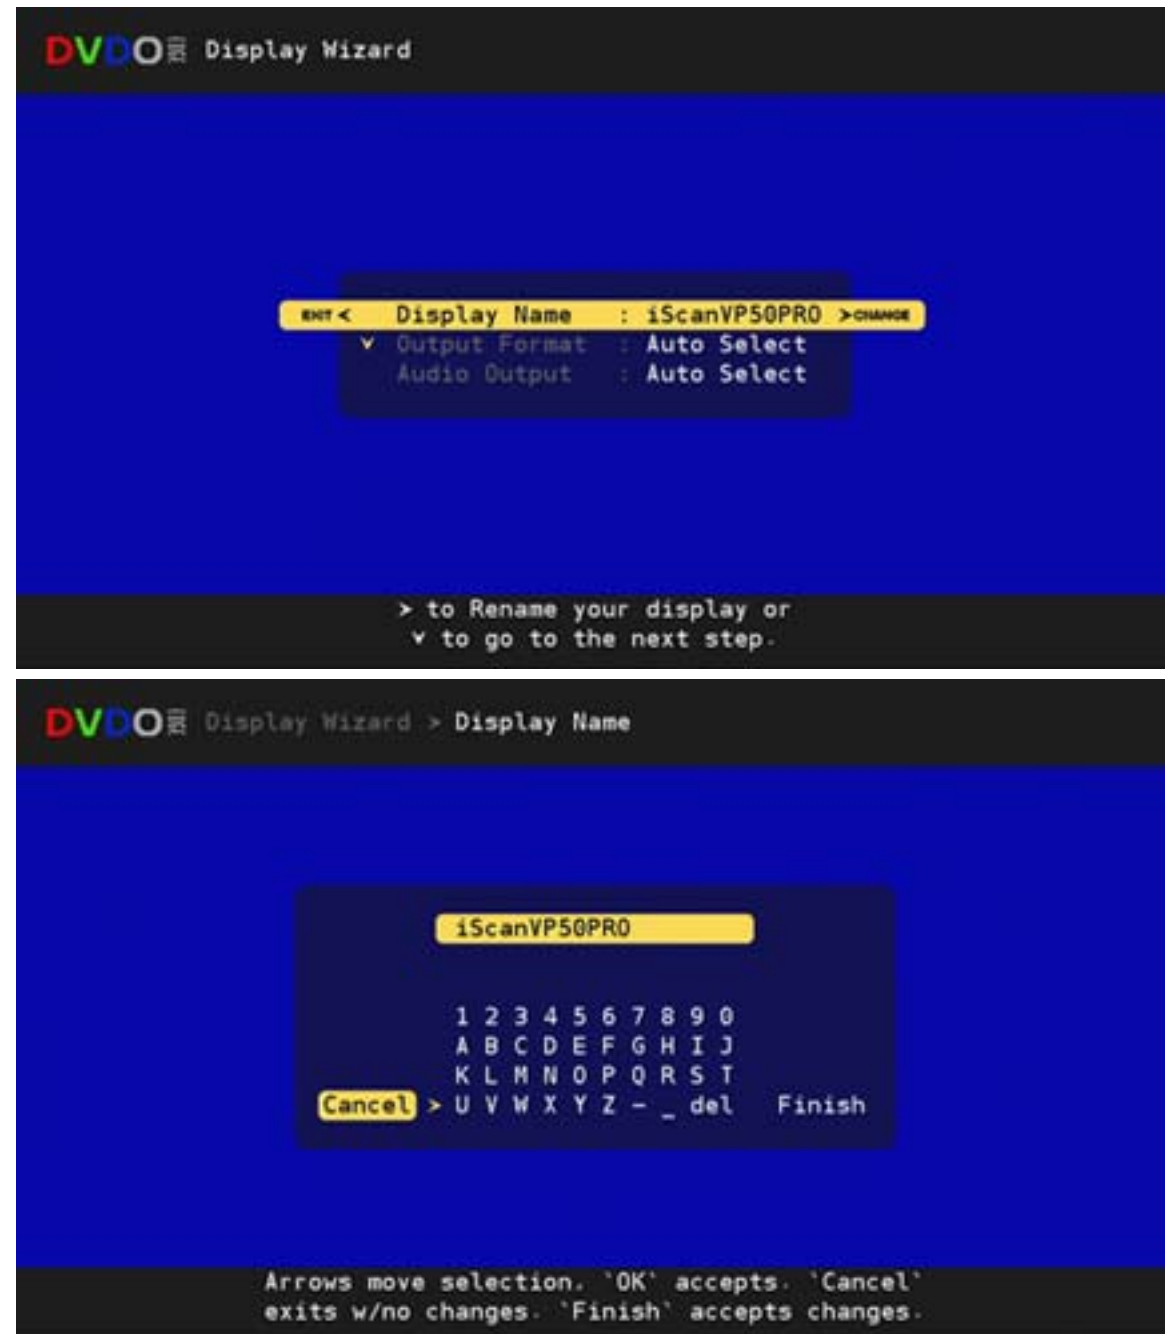 DVDO Display Wizard
EXIT < Display Name : iScanVP50PRO >CHANGE
Output Format : Auto Select
Audio Output : Auto Select
> to Rename your display or
˅ to go to the next step.
DVDO Display Wizard > Display Name
iScanVP50PRO
1 2 3 4 5 6 7 8 9 0
A B C D E F G H I J
K L M N O P Q R S T
Cancel > U V W X Y Z - _ del Finish
Arrows move selection. `OK` accepts. `Cancel`
exits w/no changes. `Finish` accepts changes.